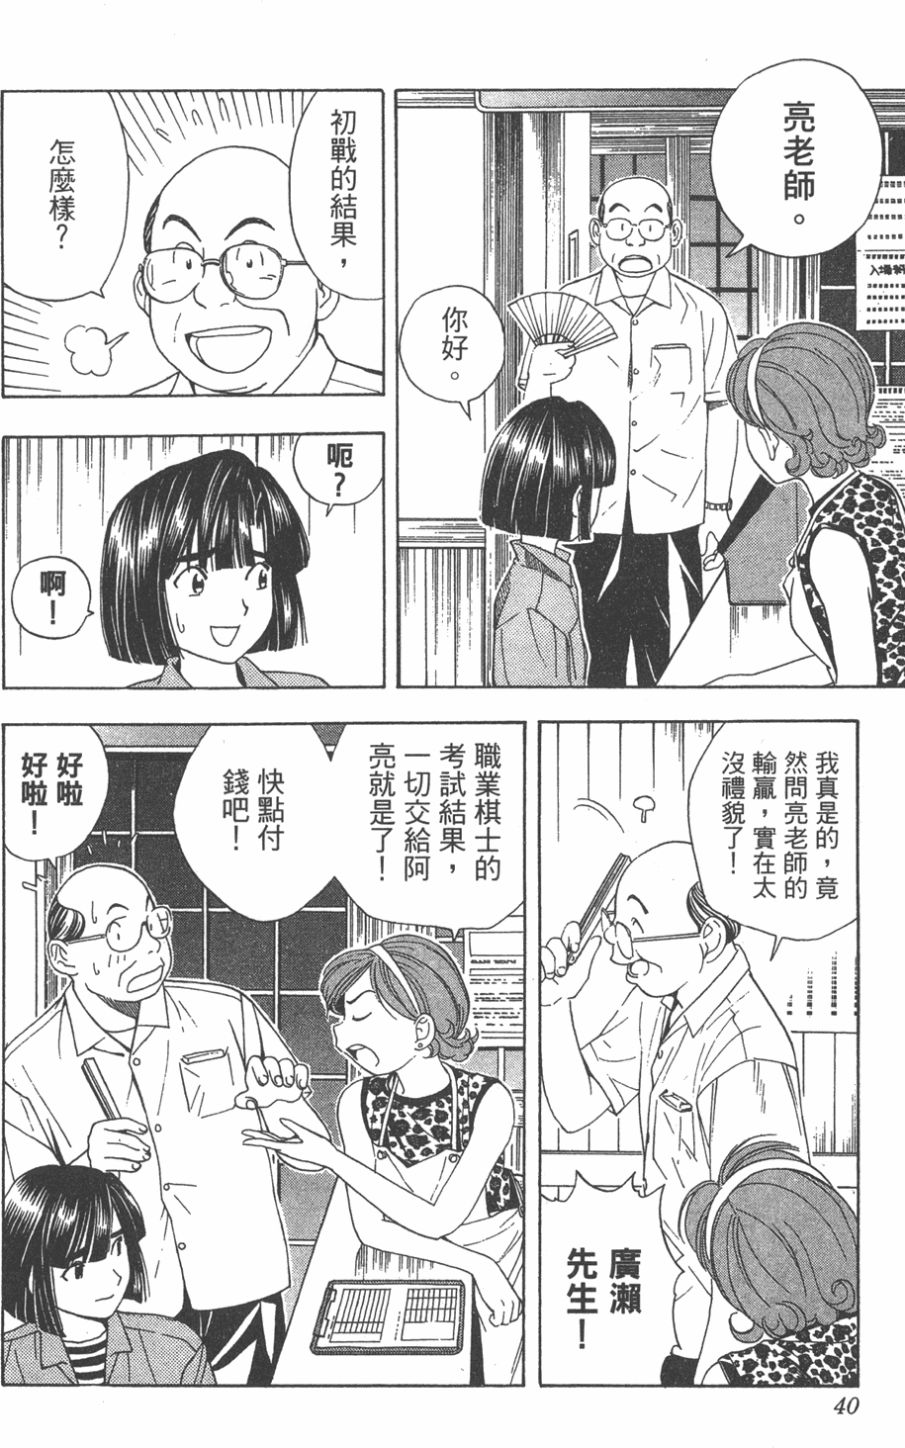 亮老師。
你好。
初戰的結果，
怎麼樣？
呃？
啊！
我真是的，竟
然問亮老師的
輸贏，實在太
沒禮貌了！
廣瀨
先生！
職業棋士的
考試結果，
一切交給阿
亮就是了！
快點付
錢吧！
好啦
好啦！
40